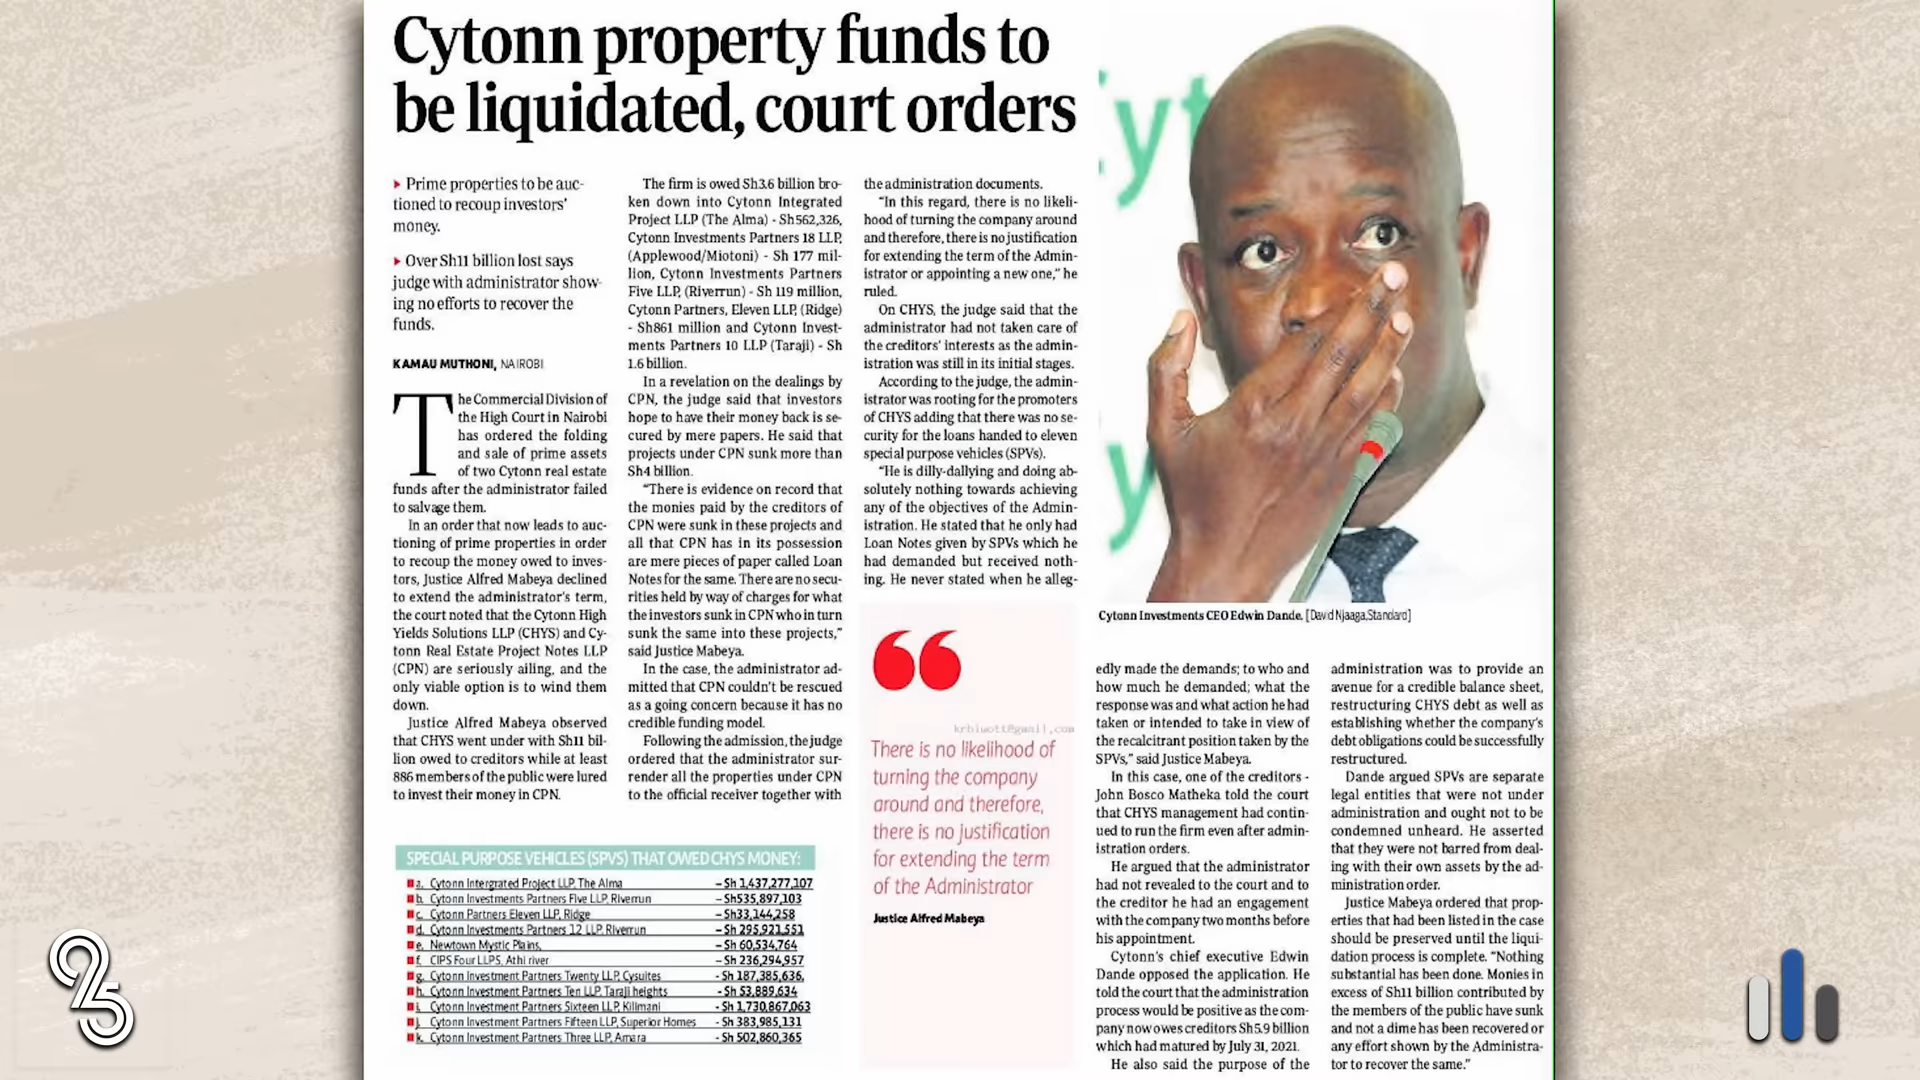 Cytonn property funds to
be liquidated, court orders
Prime properties to be auc-
tioned to recoup investors'
money.
Over Sh11 billion lost says
judge with administrator show-
ing no efforts to recover the
funds.
KAMAU MUTHONI, NAIROBI
The Commercial Division of
the High Court in Nairobi
has ordered the folding
and sale of prime assets
of two Cytonn real estate
funds after the administrator failed
to salvage them.
In an order that now leads to auc-
tioning of prime properties in order
to recoup the money owed to inves-
tors, Justice Alfred Mabeya declined
to extend the administrator's term,
the court noted that the Cytonn High
Yields Solutions LLP (CHYS) and Cy-
tonn Real Estate Project Notes LLP
(CPN) are seriously ailing, and the
only viable option is to wind them
down.
Justice Alfred Mabeya observed
that CHYS went under with Sh11 bil-
lion owed to creditors while at least
886 members of the public were lured
to invest their money in CPN.
The firm is owed Sh3.6 billion bro-
ken down into Cytonn Integrated
Project LLP (The Alma) - Sh562,326,
Cytonn Investments Partners 18 LLP,
(Applewood/Miotoni) - Sh 177 mil-
lion, Cytonn Investments Partners
Five LLP, (Riverrun) - Sh 119 million,
Cytonn Partners, Eleven LLP, (Ridge)
- Sh861 million and Cytonn Invest-
ments Partners 10 LLP (Taraji) - Sh
1.6 billion.
In a revelation on the dealings by
CPN, the judge said that investors
hope to have their money back is se-
cured by mere papers. He said that
projects under CPN sunk more than
Sh4 billion.
"There is evidence on record that
the monies paid by the creditors of
CPN were sunk in these projects and
all that CPN has in its possession
are mere pieces of paper called Loan
Notes for the same. There are no secu-
rities held by way of charges for what
the investors sunk in CPN who in turn
sunk the same into these projects,"
said Justice Mabeya.
In the case, the administrator ad-
mitted that CPN couldn't be rescued
as a going concern because it has no
credible funding model.
Following the admission, the judge
ordered that the administrator sur-
render all the properties under CPN
to the official receiver together with
the administration documents.
"In this regard, there is no likeli-
hood of turning the company around
and therefore, there is no justification
for extending the term of the Admin-
istrator or appointing a new one," he
ruled.
On CHYS, the judge said that the
administrator had not taken care of
the creditors' interests as the admin-
istration was still in its initial stages.
According to the judge, the admin-
istrator was rooting for the promoters
of CHYS adding that there was no se-
curity for the loans handed to eleven
special purpose vehicles (SPVs).
"He is dilly-dallying and doing ab-
solutely nothing towards achieving
any of the objectives of the Admin-
istration. He stated that he only had
Loan Notes given by SPVs which he
had demanded but received noth-
ing. He never stated when he alleg-
Cytonn Investments CEO Edwin Dande. [David Njaaga,Standard]
edly made the demands; to who and
how much he demanded; what the
response was and what action he had
taken or intended to take in view of
the recalcitrant position taken by the
SPVs," said Justice Mabeya.
In this case, one of the creditors -
John Bosco Matheka told the court
that CHYS management had contin-
ued to run the firm even after admin-
istration orders.
He argued that the administrator
had not revealed to the court and to
the creditor he had an engagement
with the company two months before
his appointment.
Cytonn's chief executive Edwin
Dande opposed the application. He
told the court that the administration
process would be positive as the com-
pany now owes creditors Sh5.9 billion
which had matured by July 31, 2021.
He also said the purpose of the
administration was to provide an
avenue for a credible balance sheet,
restructuring CHYS debt as well as
establishing whether the company's
debt obligations could be successfully
restructured.
Dande argued SPVs are separate
legal entities that were not under
administration and ought not to be
condemned unheard. He asserted
that they were not barred from deal-
ing with their own assets by the ad-
ministration order.
Justice Mabeya ordered that prop-
erties that had been listed in the case
should be preserved until the liqui-
dation process is complete. "Nothing
substantial has been done. Monies in
excess of Sh11 billion contributed by
the members of the public have sunk
and not a dime has been recovered or
any effort shown by the Administra-
tor to recover the same."
krbiwott@gmail.com
There is no likelihood of
turning the company
around and therefore,
there is no justification
for extending the term
of the Administrator
Justice Alfred Mabeya
SPECIAL PURPOSE VEHICLES (SPVS) THAT OWED CHYS MONEY:
a. Cytonn Intergrated Project LLP, The Alma – Sh 1,437,277,107
b. Cytonn Investments Partners Five LLP, Riverrun – Sh535,897,103
c. Cytonn Partners Eleven LLP, Ridge – Sh33,144,258
d. Cytonn Investments Partners 12 LLP, Riverrun – Sh 295,921,551
e. Newtown Mystic Plains, – Sh 60,534,764
f. CIPS Four LLPS, Athi river – Sh 236,294,957
g. Cytonn Investment Partners Twenty LLP, Cysuites - Sh 187,385,636,
h. Cytonn Investment Partners Ten LLP, Taraji heights - Sh 53,889,634
i. Cytonn Investment Partners Sixteen LLP, Kilimani - Sh 1,730,867,063
j. Cytonn Investment Partners Fifteen LLP, Superior Homes - Sh 383,985,131
k. Cytonn Investment Partners Three LLP, Amara - Sh 502,860,365